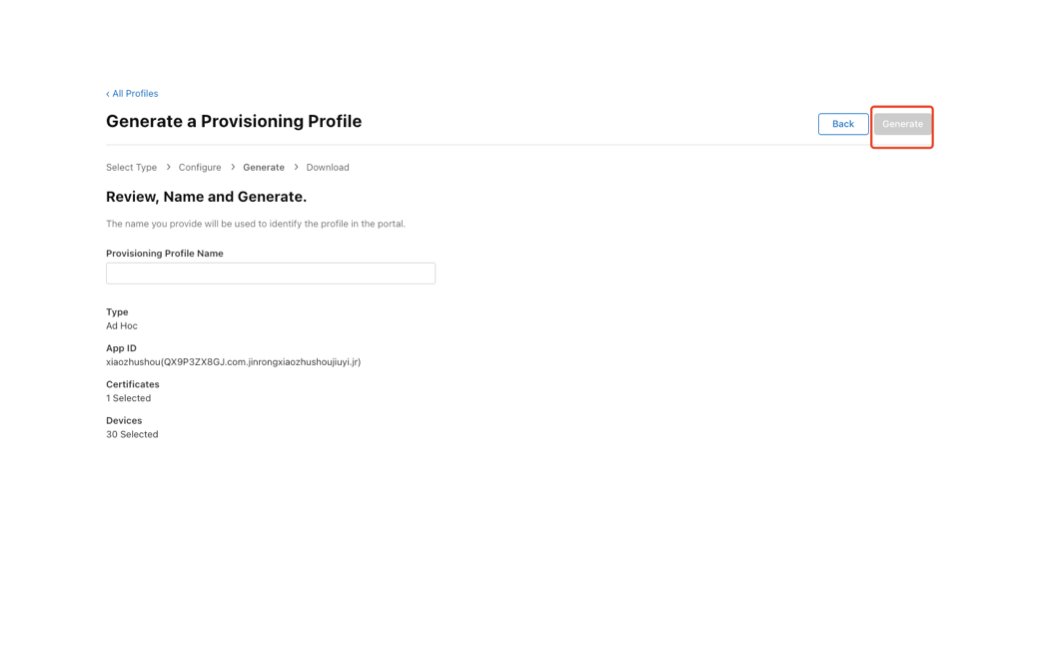 ‹ All Profiles
Generate a Provisioning Profile
Back
Generate
Select Type > Configure > Generate > Download
Review, Name and Generate.
The name you provide will be used to identify the profile in the portal.
Provisioning Profile Name
Type
Ad Hoc
App ID
xiaozhushou(QX9P3ZX8GJ.com.jinrongxiaozhushoujiuyi.jr)
Certificates
1 Selected
Devices
30 Selected